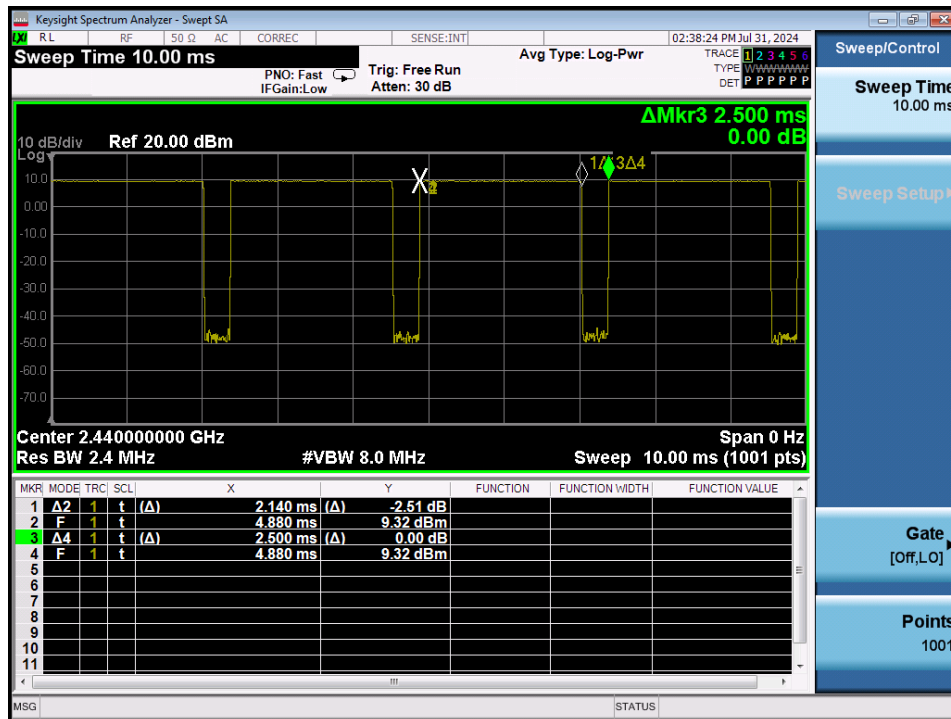 Keysight Spectrum Analyzer - Swept SA
LXI RL RF 50 Ω AC CORREC SENSE:INT 02:38:24 PM Jul 31, 2024
Sweep Time 10.00 ms
PNO: Fast
IFGain:Low
Trig: Free Run
Atten: 30 dB
Avg Type: Log-Pwr
TRACE 1 2 3 4 5 6
TYPE WWWWWW
DET P P P P P P
ΔMkr3 2.500 ms
0.00 dB
10 dB/div Ref 20.00 dBm
Log
10.0
0.00
-10.0
-20.0
-30.0
-40.0
-50.0
-60.0
-70.0
3Δ4
Center 2.440000000 GHz Span 0 Hz
Res BW 2.4 MHz #VBW 8.0 MHz Sweep 10.00 ms (1001 pts)
MKR MODE TRC SCL X Y FUNCTION FUNCTION WIDTH FUNCTION VALUE
1 Δ2 1 t (Δ) 2.140 ms (Δ) -2.51 dB
2 F 1 t 4.880 ms 9.32 dBm
3 Δ4 1 t (Δ) 2.500 ms (Δ) 0.00 dB
4 F 1 t 4.880 ms 9.32 dBm
5
6
7
8
9
10
11
MSG STATUS
Sweep/Control
Sweep Time
10.00 ms
Sweep Setup
Gate
[Off,LO]
Points
1001